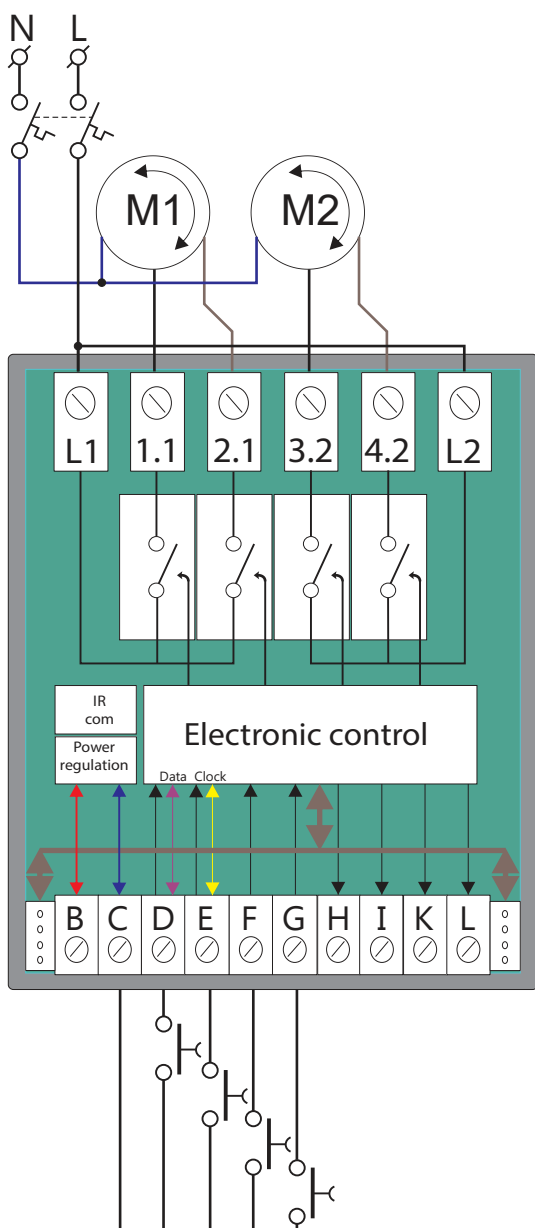 N L
M1 M2
L1 1.1 2.1 3.2 4.2 L2
IR
com
Power
regulation
Electronic control
Data Clock
B C D E F G H I K L